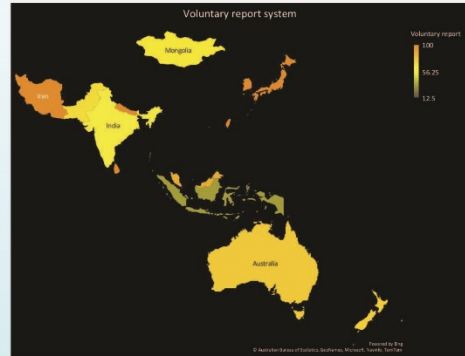 Voluntary report system
Voluntary report
100
56.25
12.5
Mongolia
Iran
India
Australia
Powered by Bing
© Australian Bureau of Statistics, GeoNames, Microsoft, Navinfo, TomTom